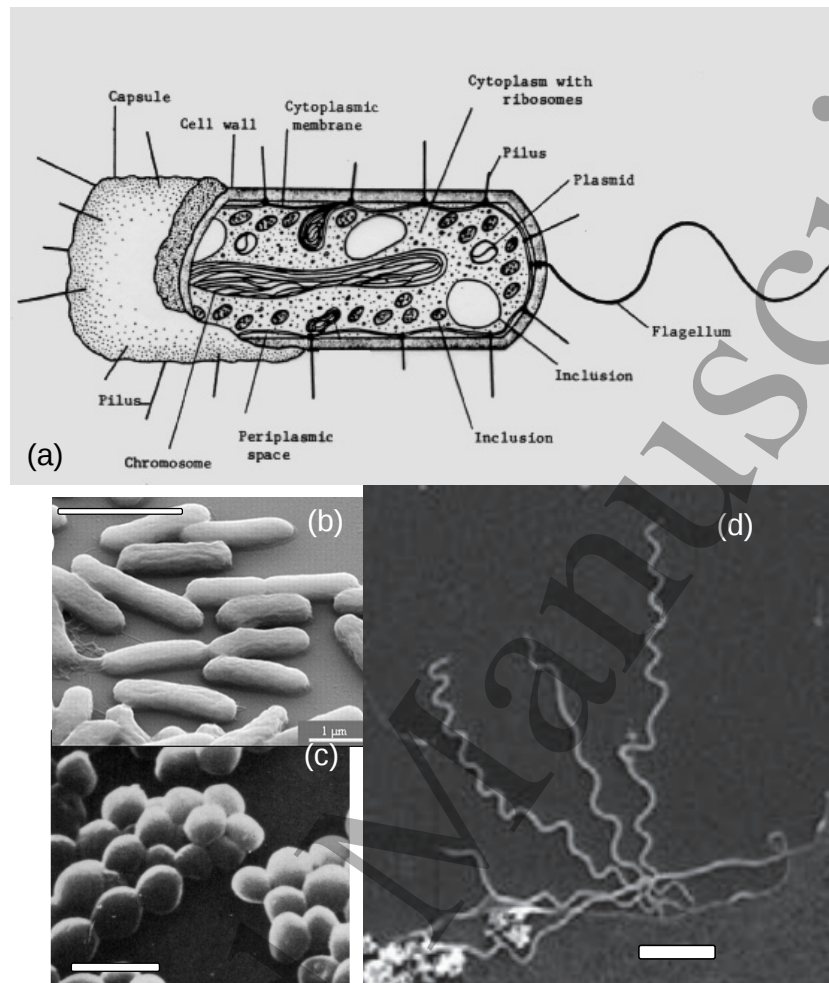 Capsule
Cell wall
Cytoplasmic
membrane
Cytoplasm with
ribosomes
Pilus
Plasmid
Flagellum
Inclusion
Inclusion
Periplasmic
space
Chromosome
Pilus
(a)
(b)
1 µm
(c)
(d)
Manuscri